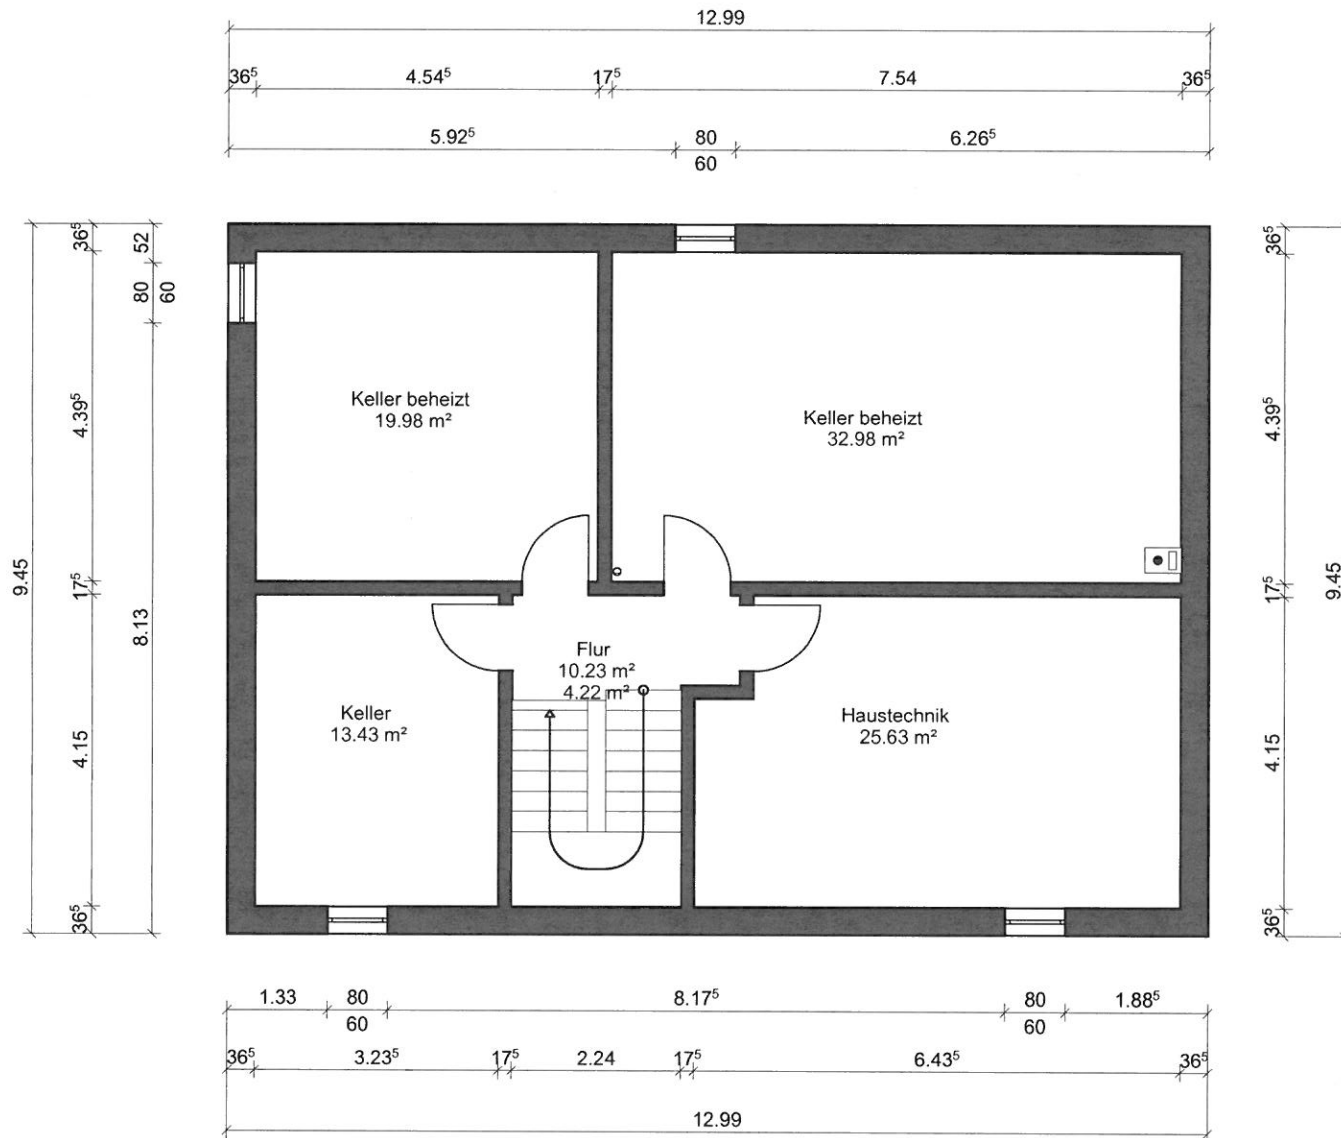 12.99
36⁵ 4.54⁵ 17⁵ 7.54 36⁵
5.92⁵ 80 6.26⁵
60
9.45
36⁵
4.39⁵
17⁵
4.15
36⁵
52
80
60
8.13
Keller beheizt
19.98 m²
Keller beheizt
32.98 m²
Flur
10.23 m²
4.22 m²
Keller
13.43 m²
Haustechnik
25.63 m²
36⁵
4.39⁵
17⁵
4.15
36⁵
9.45
1.33 80 8.17⁵ 80 1.88⁵
60 60
36⁵ 3.23⁵ 17⁵ 2.24 17⁵ 6.43⁵ 36⁵
12.99